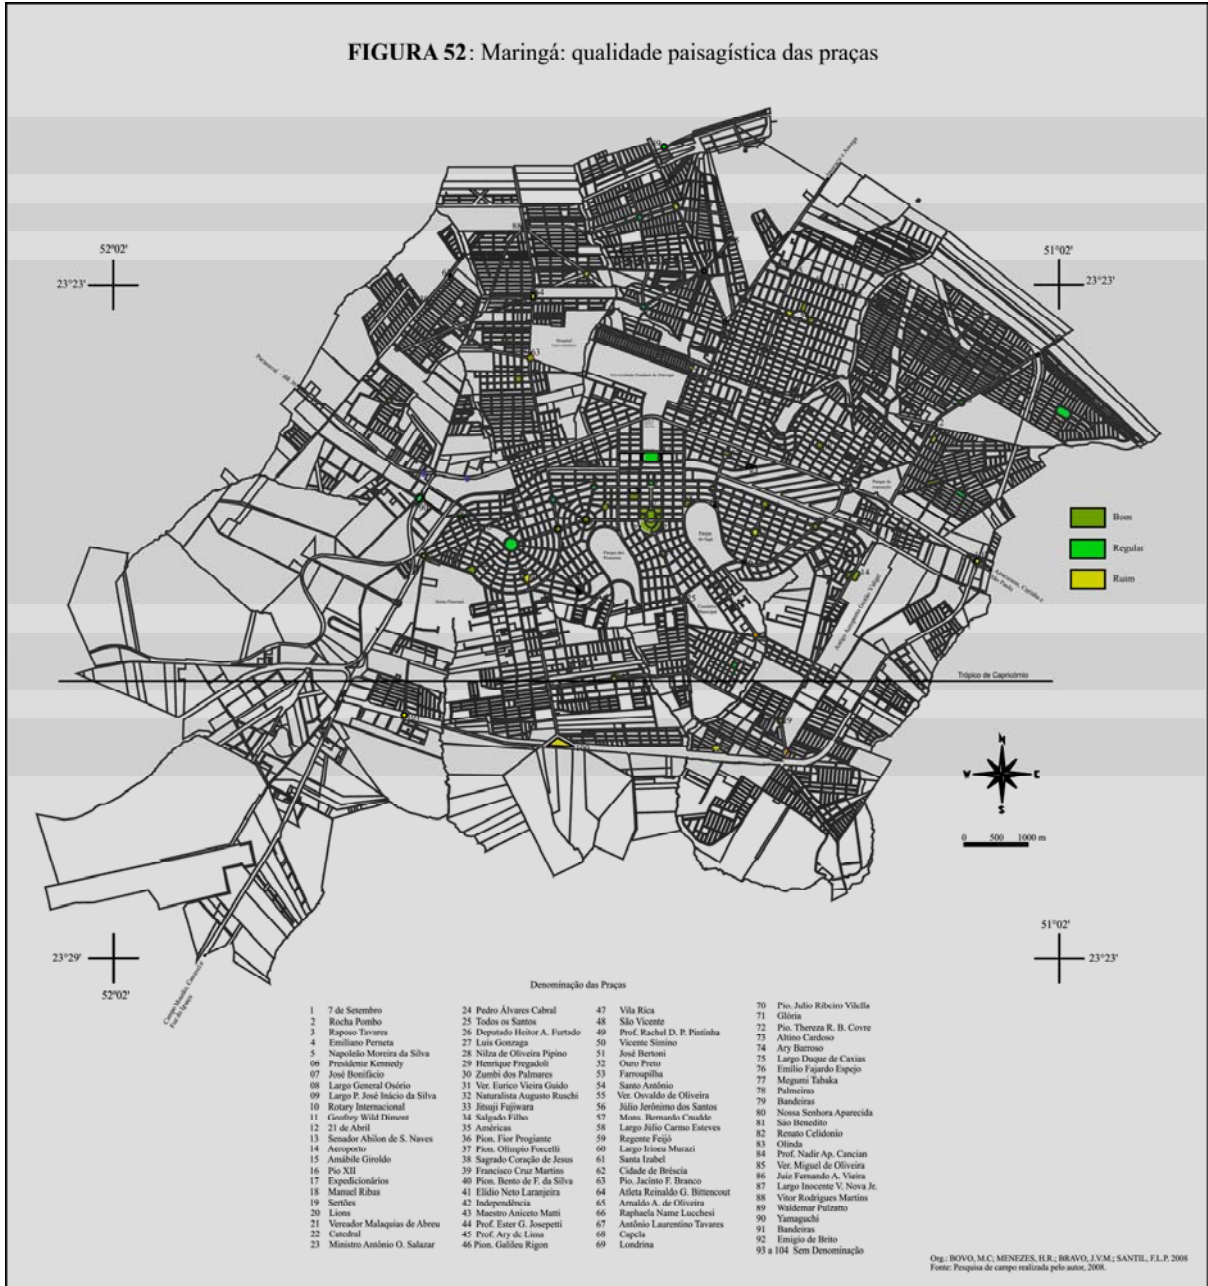 FIGURA 52: Maringá: qualidade paisagística das praças
52º02'
23°23'
51°02'
23°23'
Hospital
Universidade Estadual de Maringá
Parque dos
Pioneiros
Parque
do Ingá
Bom
Regular
Ruim
Trópico de Capricórnio
N
W E
S
0 500 1000 m
23°29'
52°02'
51°02'
23°23'
Denominação das Praças
1 7 de Setembro
2 Rocha Pombo
3 Raposo Tavares
4 Emiliano Perneta
5 Napoleão Moreira da Silva
06 Presidente Kennedy
07 José Bonifácio
08 Largo General Osório
09 Largo P. José Inácio da Silva
10 Rotary Internacional
11 Geofrey Wild Diment
12 21 de Abril
13 Senador Abilon de S. Naves
14 Aeroporto
15 Amábile Giroldo
16 Pio XII
17 Expedicionários
18 Manuel Ribas
19 Sertões
20 Lions
21 Vereador Malaquias de Abreu
22 Catedral
23 Ministro Antônio O. Salazar
24 Pedro Álvares Cabral
25 Todos os Santos
26 Deputado Heitor A. Furtado
27 Luis Gonzaga
28 Nilza de Oliveira Pipino
29 Henrique Fregadoli
30 Zumbi dos Palmares
31 Ver. Eurico Vieira Guido
32 Naturalista Augusto Ruschi
33 Jitsuji Fujiwara
34 Salgado Filho
35 Américas
36 Pion. Fior Progiante
37 Pion. Olimpio Forcelli
38 Sagrado Coração de Jesus
39 Francisco Cruz Martins
40 Pion. Bento de F. da Silva
41 Elídio Neto Laranjeira
42 Independência
43 Maestro Aniceto Matti
44 Prof. Ester G. Josepetti
45 Prof. Ary de Lima
46 Pion. Galileu Rigon
47 Vila Rica
48 São Vicente
49 Prof. Rachel D. P. Pintinha
50 Vicente Simino
51 José Bertoni
52 Ouro Preto
53 Farroupilha
54 Santo Antônio
55 Ver. Osvaldo de Oliveira
56 Júlio Jerônimo dos Santos
57 Mons. Bernardo Cnudde
58 Largo Júlio Carmo Esteves
59 Regente Feijó
60 Largo Irineu Murazi
61 Santa Izabel
62 Cidade de Bréscia
63 Pio. Jacinto F. Branco
64 Atleta Reinaldo G. Bittencout
65 Arnaldo A. de Oliveira
66 Raphaela Name Lucchesi
67 Antônio Laurentino Tavares
68 Capela
69 Londrina
70 Pio. Julio Ribeiro Vilella
71 Glória
72 Pio. Thereza R. B. Covre
73 Altino Cardoso
74 Ary Barroso
75 Largo Duque de Caxias
76 Emílio Fajardo Espejo
77 Megumi Tabaka
78 Palmeiras
79 Bandeiras
80 Nossa Senhora Aparecida
81 São Benedito
82 Renato Celidonio
83 Olinda
84 Prof. Nadir Ap. Cancian
85 Ver. Miguel de Oliveira
86 Juiz Fernando A. Vieira
87 Largo Inocente V. Nova Jr.
88 Vitor Rodrigues Martins
89 Waldemar Pulzatto
90 Yamaguchi
91 Bandeiras
92 Emigio de Brito
93 a 104 Sem Denominação
Org.: BOVO, M.C; MENEZES, H.R.; BRAVO, J.V.M.; SANTIL, F.L.P. 2008
Fonte: Pesquisa de campo realizada pelo autor, 2008.